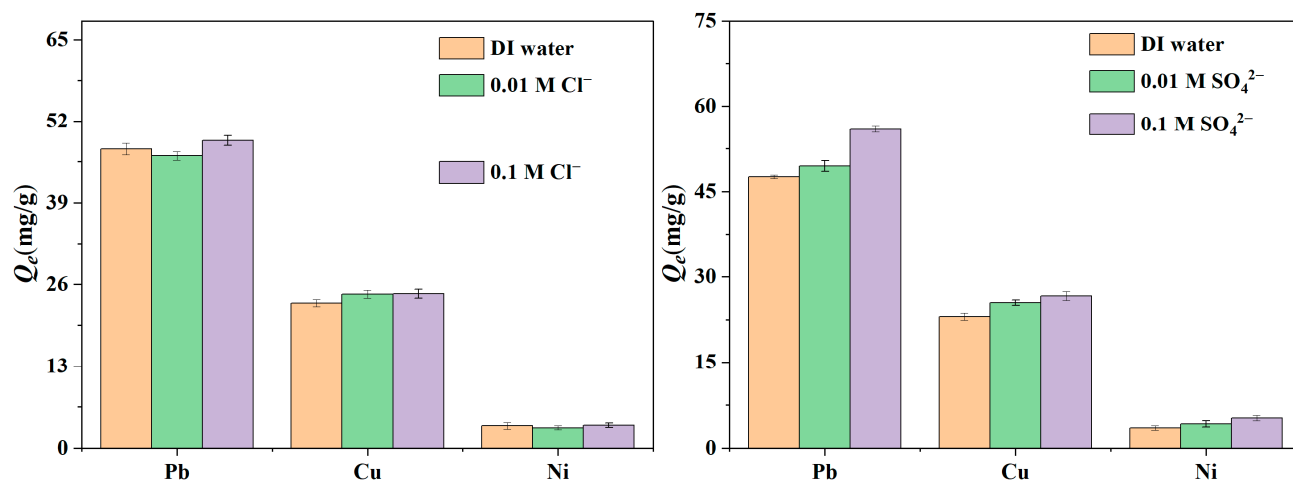 65
52
39
26
13
0
Qe(mg/g)
DI water
0.01 M Cl⁻
0.1 M Cl⁻
Pb
Cu
Ni
75
60
45
30
15
0
Qe(mg/g)
DI water
0.01 M SO₄²⁻
0.1 M SO₄²⁻
Pb
Cu
Ni